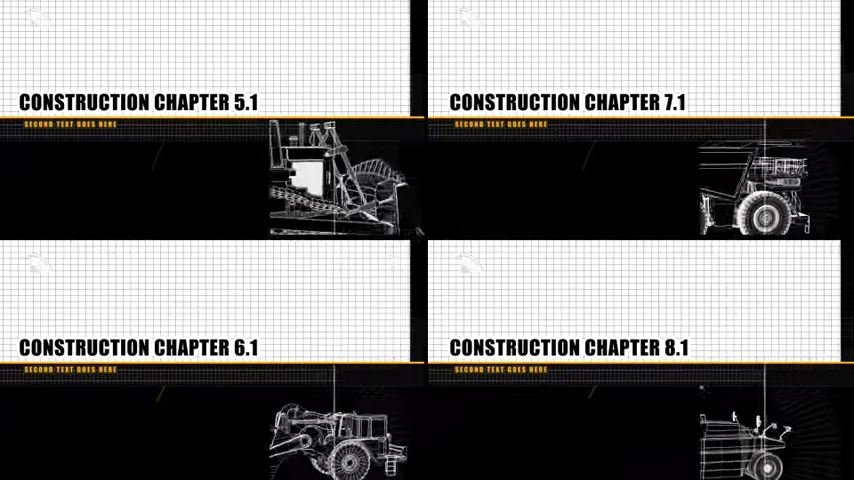 CONSTRUCTION CHAPTER 5.1
SECOND TEXT GOES HERE
CONSTRUCTION CHAPTER 7.1
SECOND TEXT GOES HERE
CONSTRUCTION CHAPTER 6.1
SECOND TEXT GOES HERE
CONSTRUCTION CHAPTER 8.1
SECOND TEXT GOES HERE